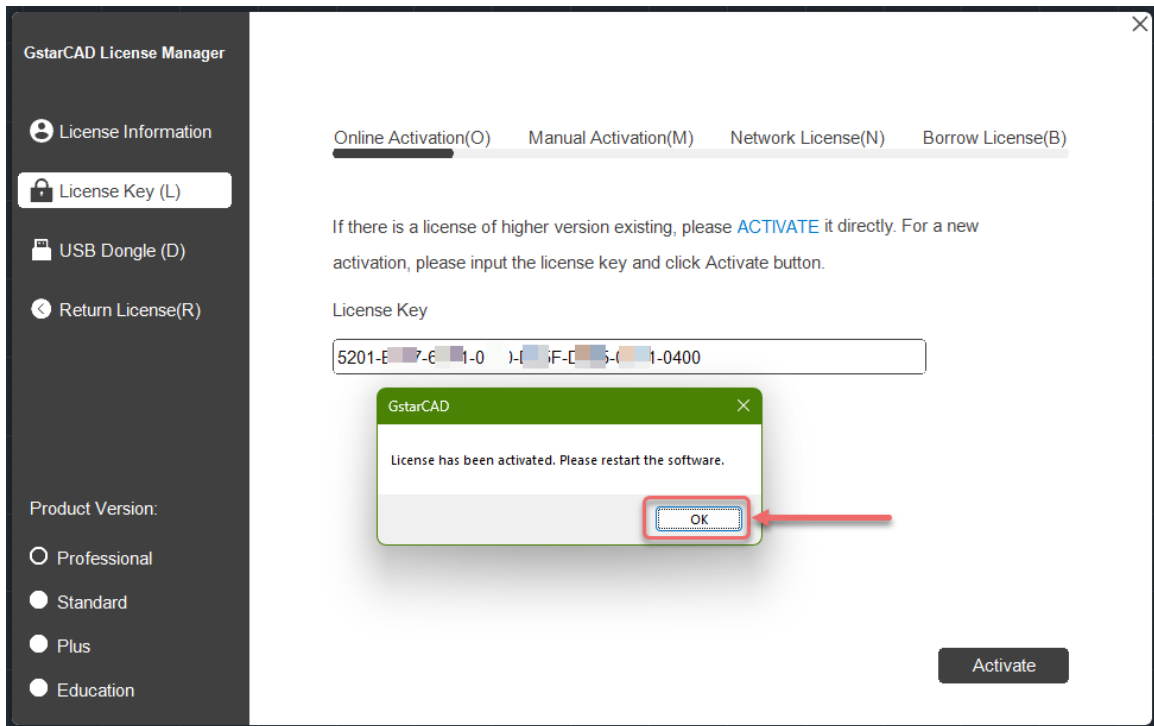 GstarCAD License Manager
License Information
License Key (L)
USB Dongle (D)
Return License(R)
Product Version:
Professional
Standard
Plus
Education
Online Activation(O) Manual Activation(M) Network License(N) Borrow License(B)
If there is a license of higher version existing, please ACTIVATE it directly. For a new
activation, please input the license key and click Activate button.
License Key
5201- -0400
GstarCAD
License has been activated. Please restart the software.
OK
Activate